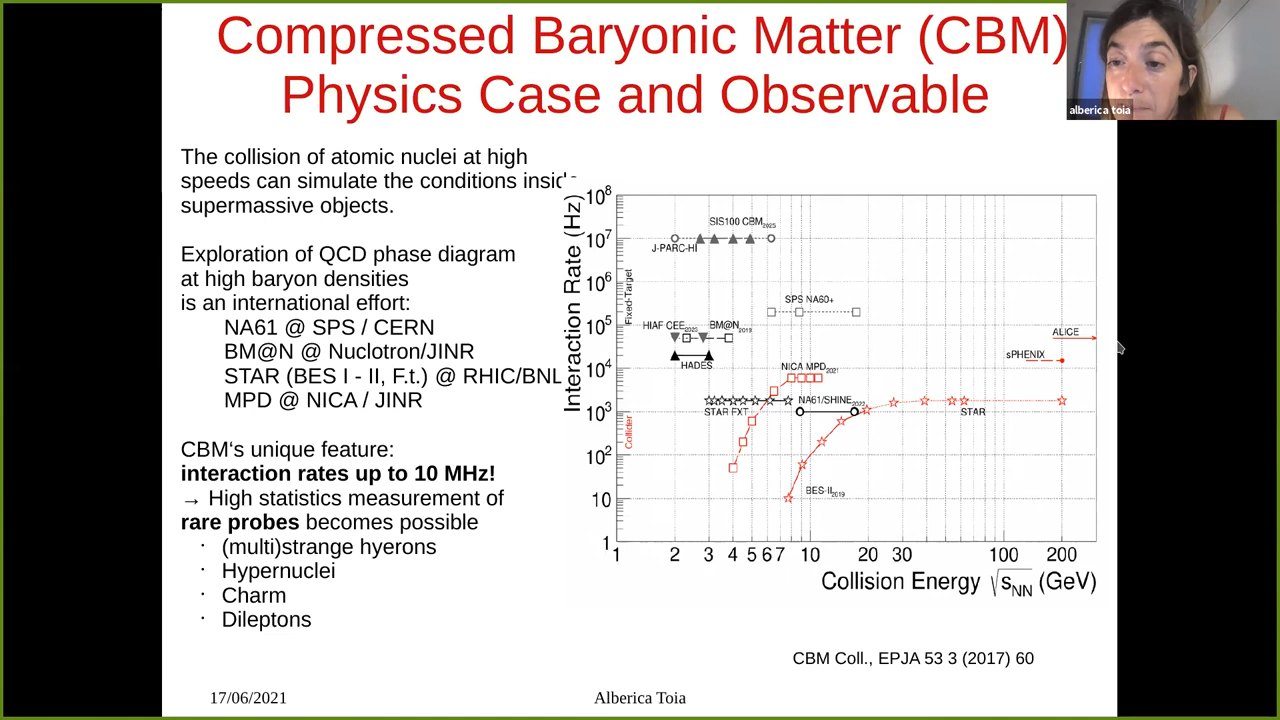 Compressed Baryonic Matter (CBM)
Physics Case and Observable
alberica toia
The collision of atomic nuclei at high
speeds can simulate the conditions inside
supermassive objects.
Exploration of QCD phase diagram
at high baryon densities
is an international effort:
NA61 @ SPS / CERN
BM@N @ Nuclotron/JINR
STAR (BES I - II, F.t.) @ RHIC/BNL
MPD @ NICA / JINR
CBM‘s unique feature:
interaction rates up to 10 MHz!
→ High statistics measurement of
rare probes becomes possible
· (multi)strange hyerons
· Hypernuclei
· Charm
· Dileptons
Interaction Rate (Hz)
10⁸
10⁷
10⁶
10⁵
10⁴
10³
10²
10
1
Fixed-Target
Collider
SIS100 CBM2025
J-PARC-HI
SPS NA60+
HIAF CEE2023 BM@N2019
HADES
ALICE
sPHENIX
NICA MPD2021
STAR FXT
NA61/SHINE2022
STAR
BES-II2019
1 2 3 4 5 6 7 10 20 30 100 200
Collision Energy √sNN (GeV)
CBM Coll., EPJA 53 3 (2017) 60
17/06/2021
Alberica Toia